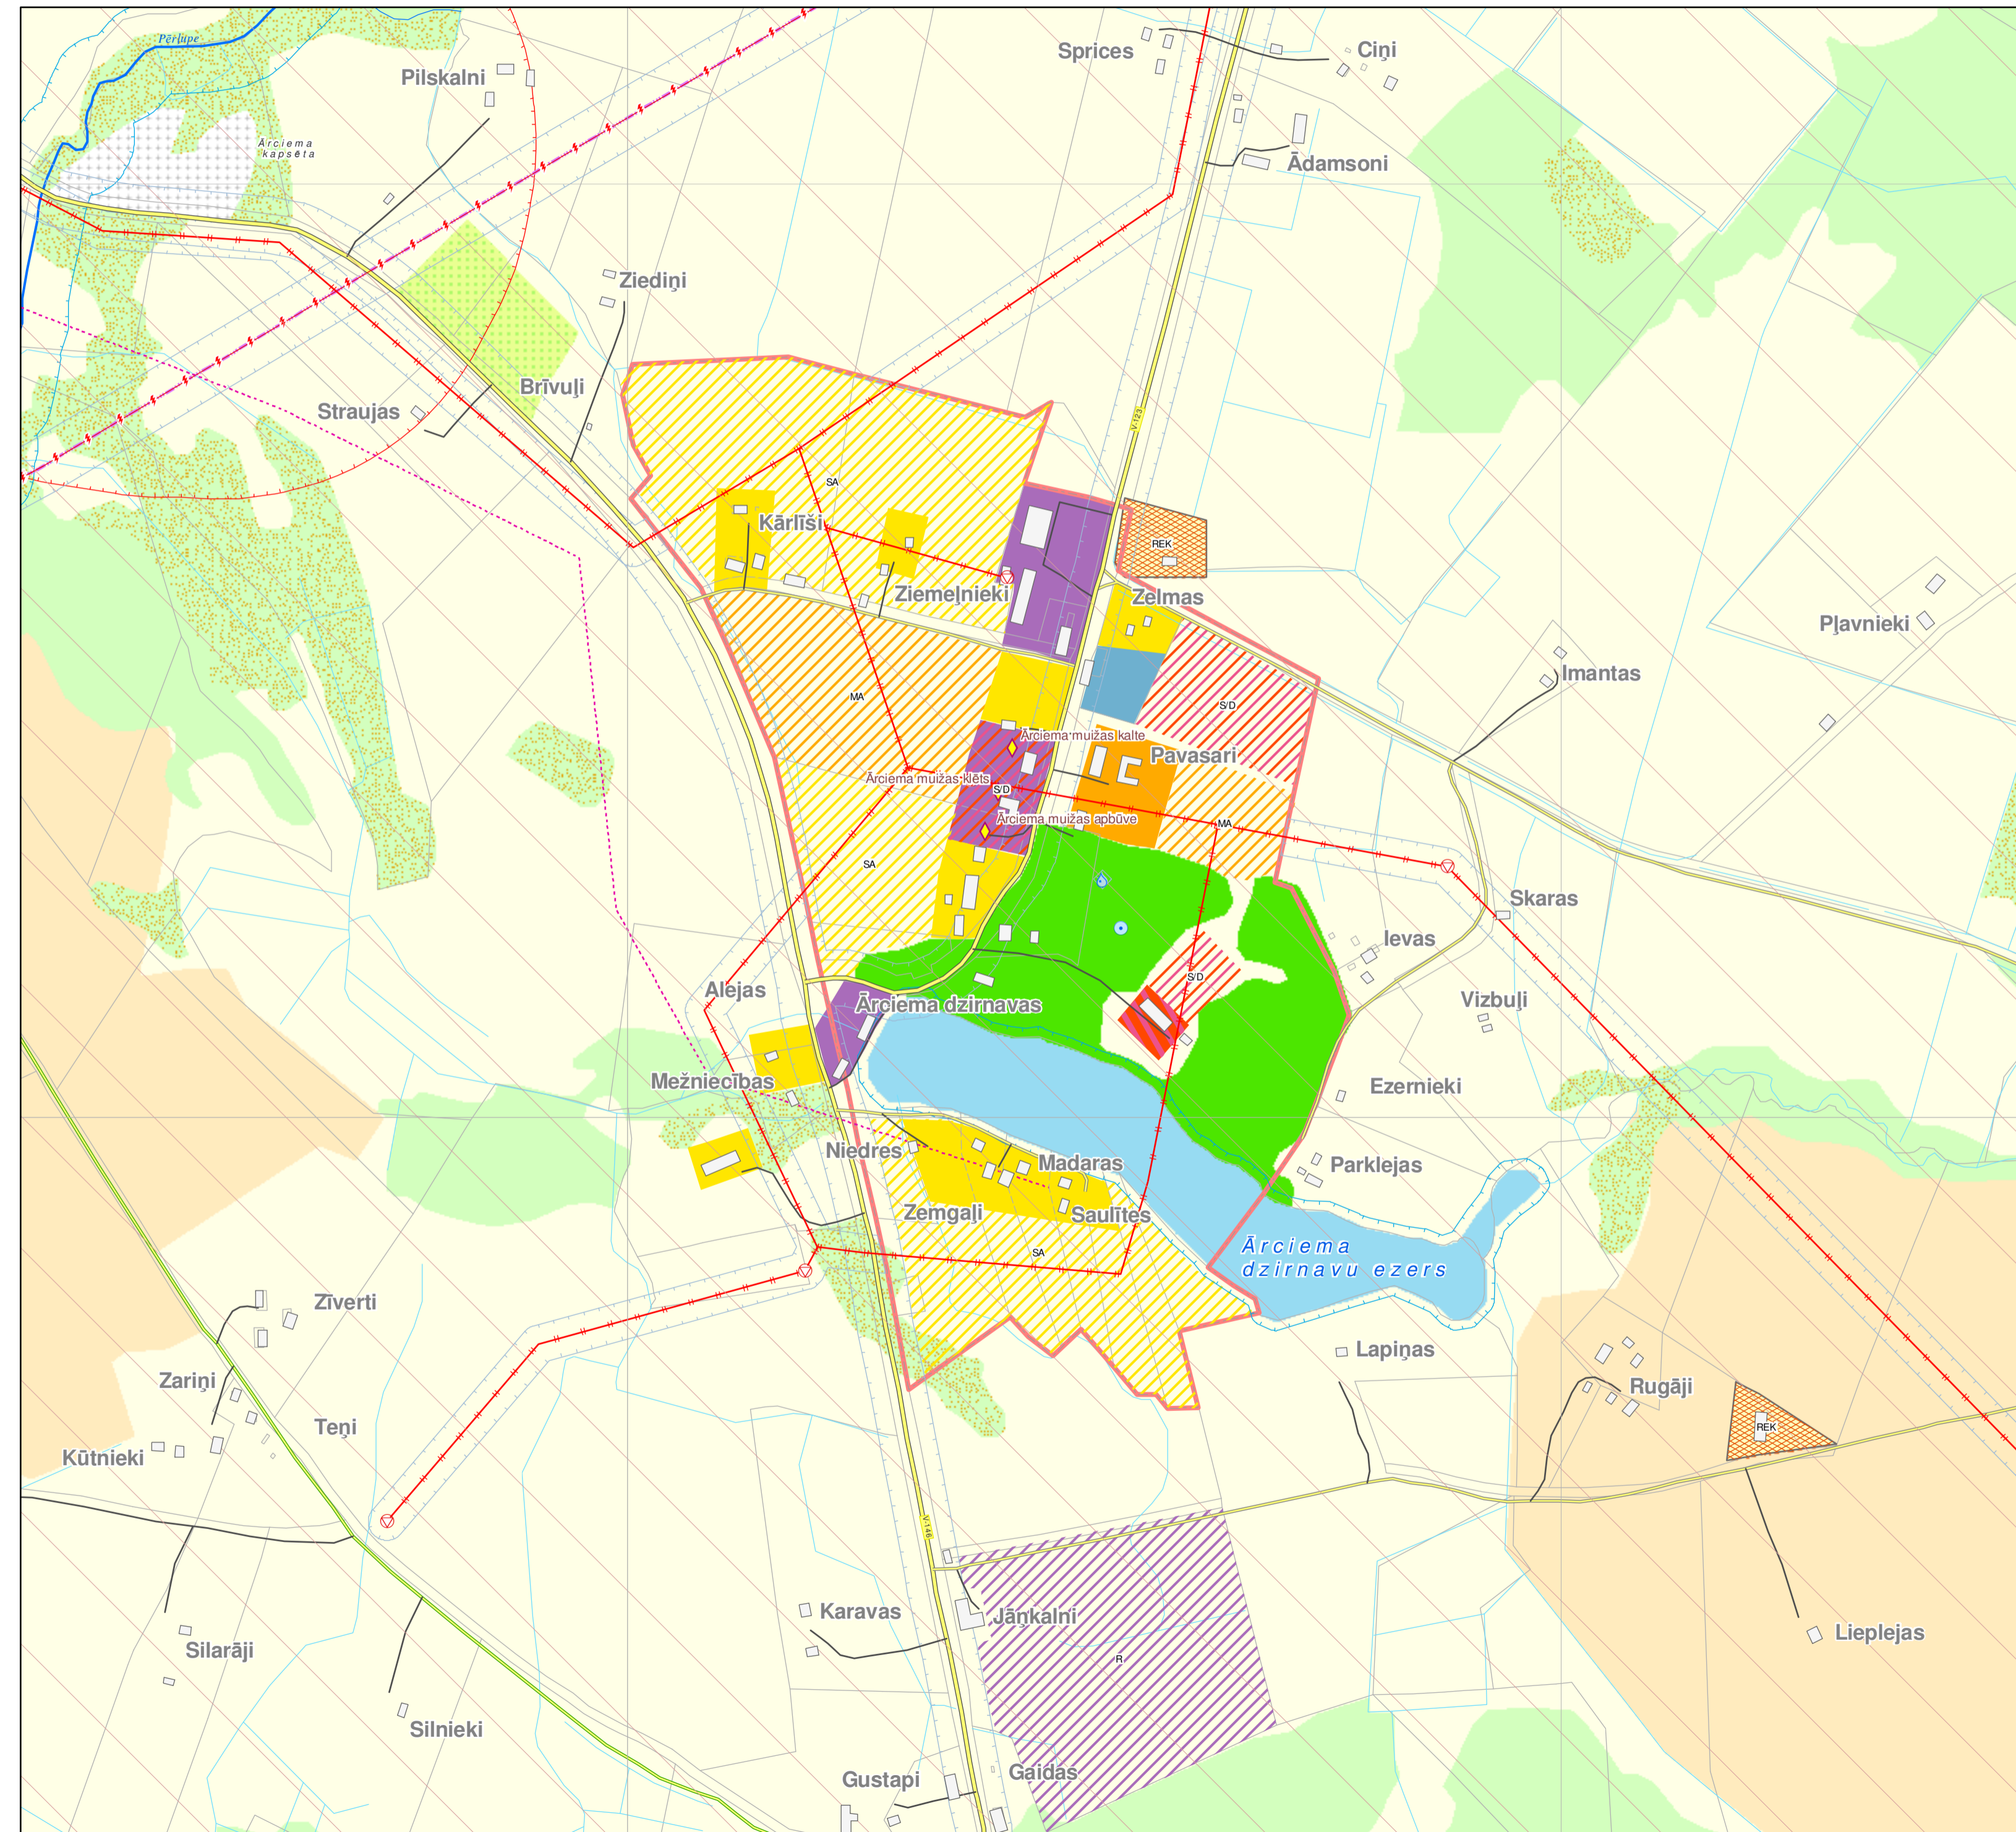 Pērļupe
Pilskalni
Sprices
Ciņi
Ārciema
kapsēta
Ādamsoni
Ziediņi
Brīvuļi
Straujas
V-123
SA
Kārlīši
REK
Ziemeļnieki
Zelmas
Pļavnieki
Imantas
MA
S/D
Ārciema muižas kalte
Pavasari
Ārciema muižas klēts
S/D
Ārciema muižas apbūve
MA
SA
Skaras
Ievas
S/D
Alejas
Ārciema dzirnavas
Vizbuļi
Mežniecības
Ezernieki
Niedres
Madaras
Parklejas
Zemgaļi
Saulītes
SA
Ārciema
dzirnavu ezers
Zīverti
Lapiņas
Zariņi
Rugāji
Teņi
REK
Kūtnieki
V-146
Karavas
Jāņkalni
Lieplejas
Silarāji
R
Silnieki
Gustapi
Gaidas